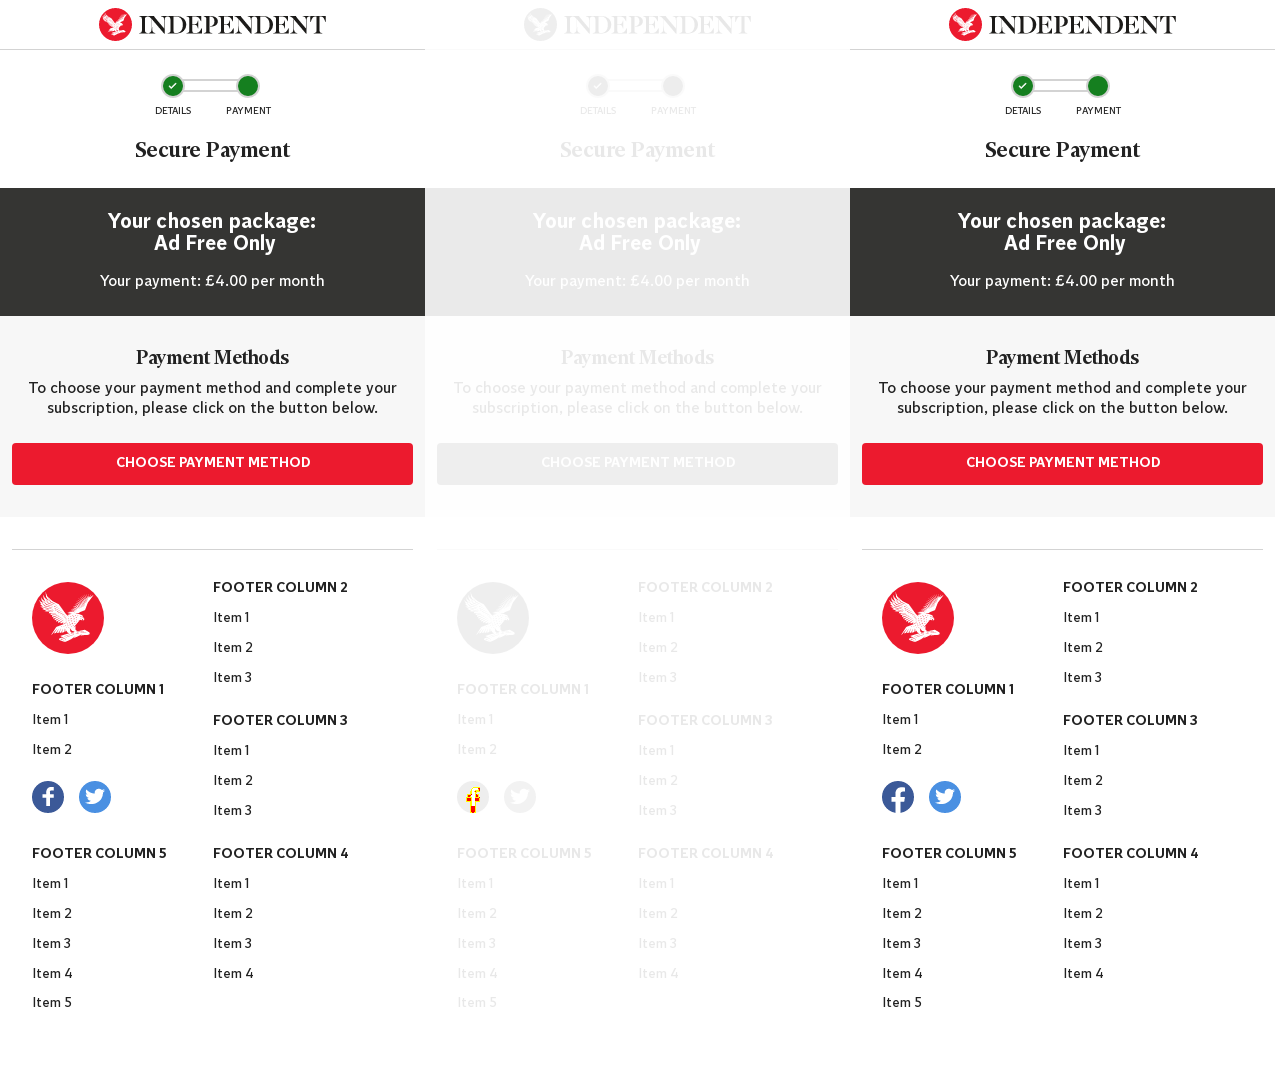 INDEPENDENT
DETAILS
PAYMENT
Secure Payment
Your chosen package:
Ad Free Only
Your payment: £4.00 per month
Payment Methods
To choose your payment method and complete your
subscription, please click on the button below.
CHOOSE PAYMENT METHOD
FOOTER COLUMN 1
Item 1
Item 2
FOOTER COLUMN 5
Item 1
Item 2
Item 3
Item 4
Item 5
FOOTER COLUMN 2
Item 1
Item 2
Item 3
FOOTER COLUMN 3
Item 1
Item 2
Item 3
FOOTER COLUMN 4
Item 1
Item 2
Item 3
Item 4
INDEPENDENT
DETAILS
PAYMENT
Secure Payment
Your chosen package:
Ad Free Only
Your payment: £4.00 per month
Payment Methods
To choose your payment method and complete your
subscription, please click on the button below.
CHOOSE PAYMENT METHOD
FOOTER COLUMN 1
Item 1
Item 2
FOOTER COLUMN 5
Item 1
Item 2
Item 3
Item 4
Item 5
FOOTER COLUMN 2
Item 1
Item 2
Item 3
FOOTER COLUMN 3
Item 1
Item 2
Item 3
FOOTER COLUMN 4
Item 1
Item 2
Item 3
Item 4
INDEPENDENT
DETAILS
PAYMENT
Secure Payment
Your chosen package:
Ad Free Only
Your payment: £4.00 per month
Payment Methods
To choose your payment method and complete your
subscription, please click on the button below.
CHOOSE PAYMENT METHOD
FOOTER COLUMN 1
Item 1
Item 2
FOOTER COLUMN 5
Item 1
Item 2
Item 3
Item 4
Item 5
FOOTER COLUMN 2
Item 1
Item 2
Item 3
FOOTER COLUMN 3
Item 1
Item 2
Item 3
FOOTER COLUMN 4
Item 1
Item 2
Item 3
Item 4